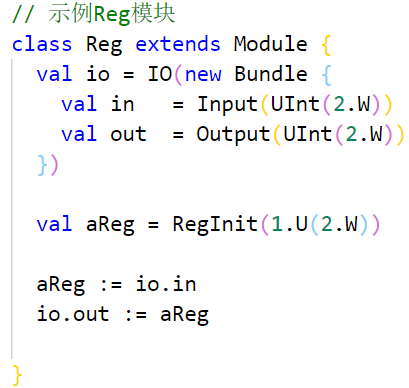 // 示例Reg模块
class Reg extends Module {
  val io = IO(new Bundle {
    val in   = Input(UInt(2.W))
    val out  = Output(UInt(2.W))
  })

  val aReg = RegInit(1.U(2.W))

  aReg := io.in
  io.out := aReg

}